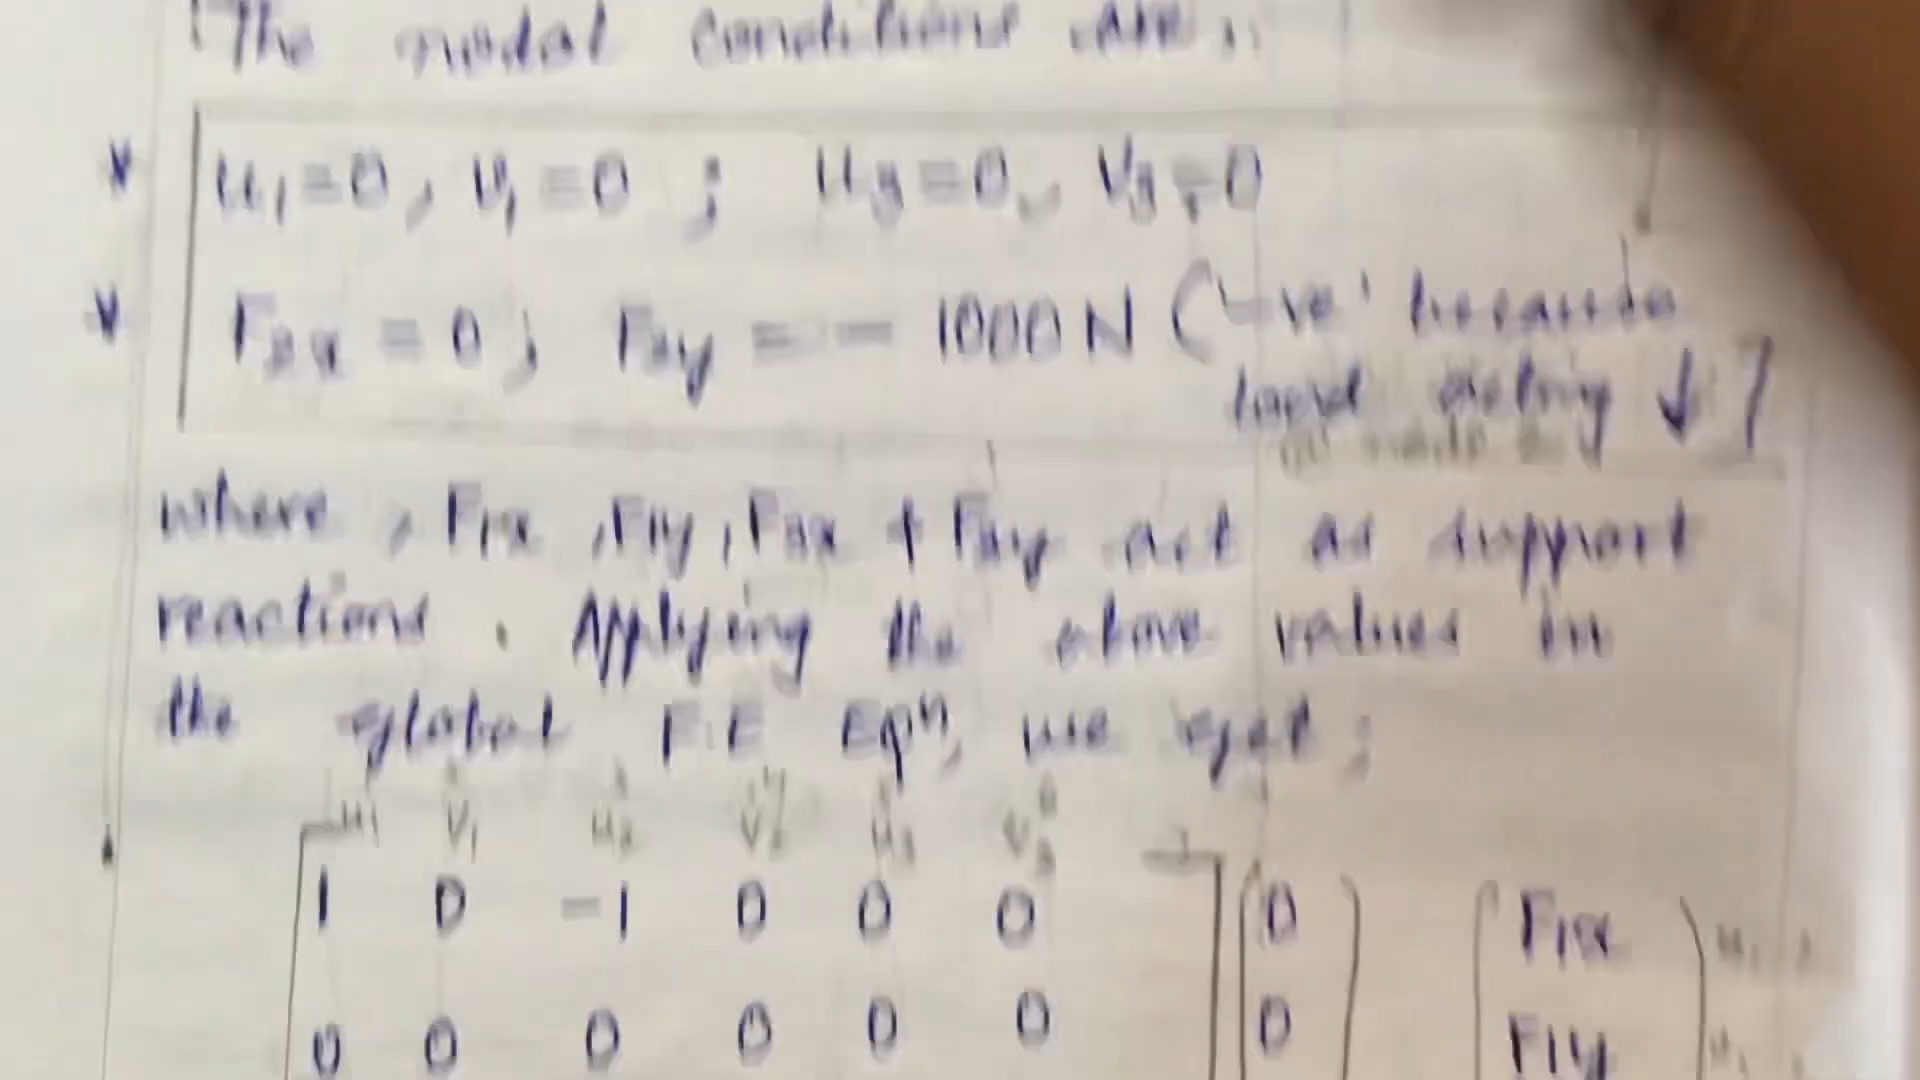 The nodal conditions are :
* u1=0, v1=0 ; u3=0, v3=0
* F2x = 0 ; F2y = - 1000 N ('-ve' because
load acting ↓)
where, F1x, F1y, F3x & F3y act as support
reactions. Applying the above values in
the global F.E Eqn, we get ;
u1 v1 u2 v2 u3 v3
1 0 -1 0 0 0 0 F1x
0 0 0 0 0 0 0 F1y